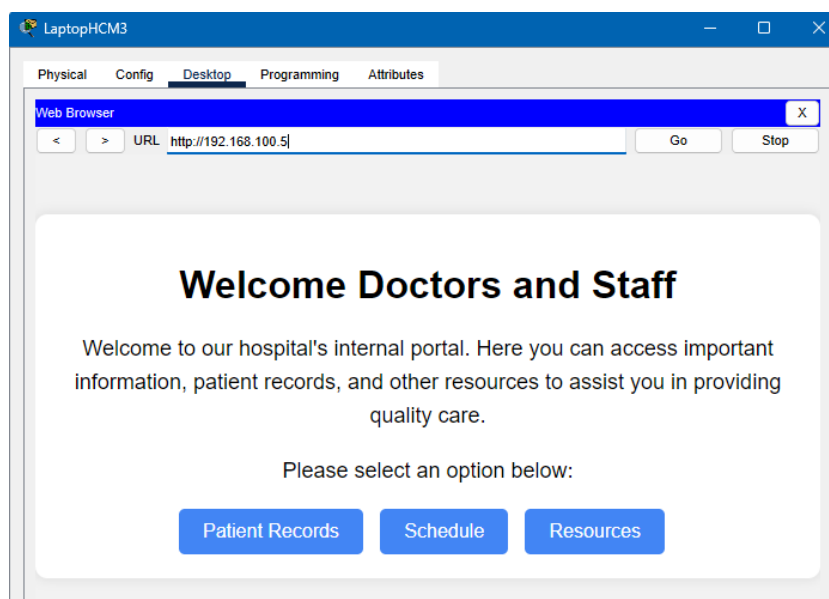 LaptopHCM3
Physical Config Desktop Programming Attributes
Web Browser X
< > URL http://192.168.100.5 Go Stop
Welcome Doctors and Staff
Welcome to our hospital's internal portal. Here you can access important
information, patient records, and other resources to assist you in providing
quality care.
Please select an option below:
Patient Records Schedule Resources